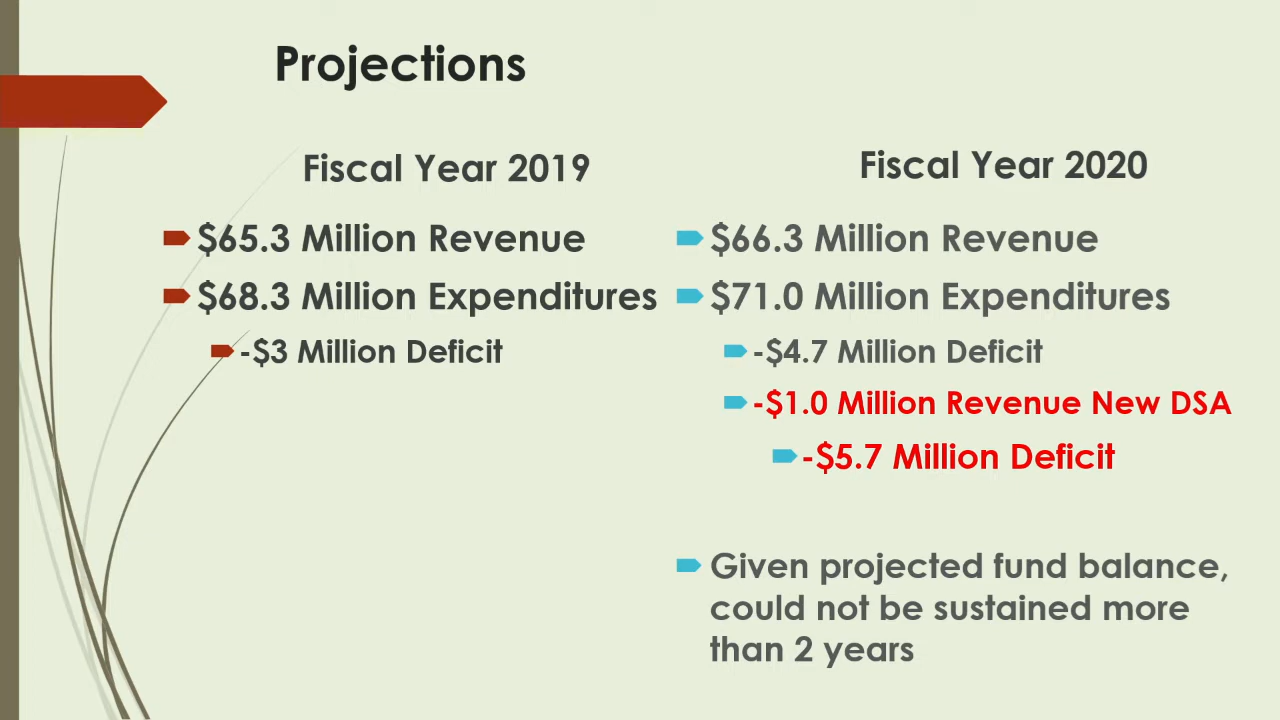 Projections
Fiscal Year 2019
$65.3 Million Revenue
$68.3 Million Expenditures
-$3 Million Deficit
Fiscal Year 2020
$66.3 Million Revenue
$71.0 Million Expenditures
-$4.7 Million Deficit
-$1.0 Million Revenue New DSA
-$5.7 Million Deficit
Given projected fund balance,
could not be sustained more
than 2 years